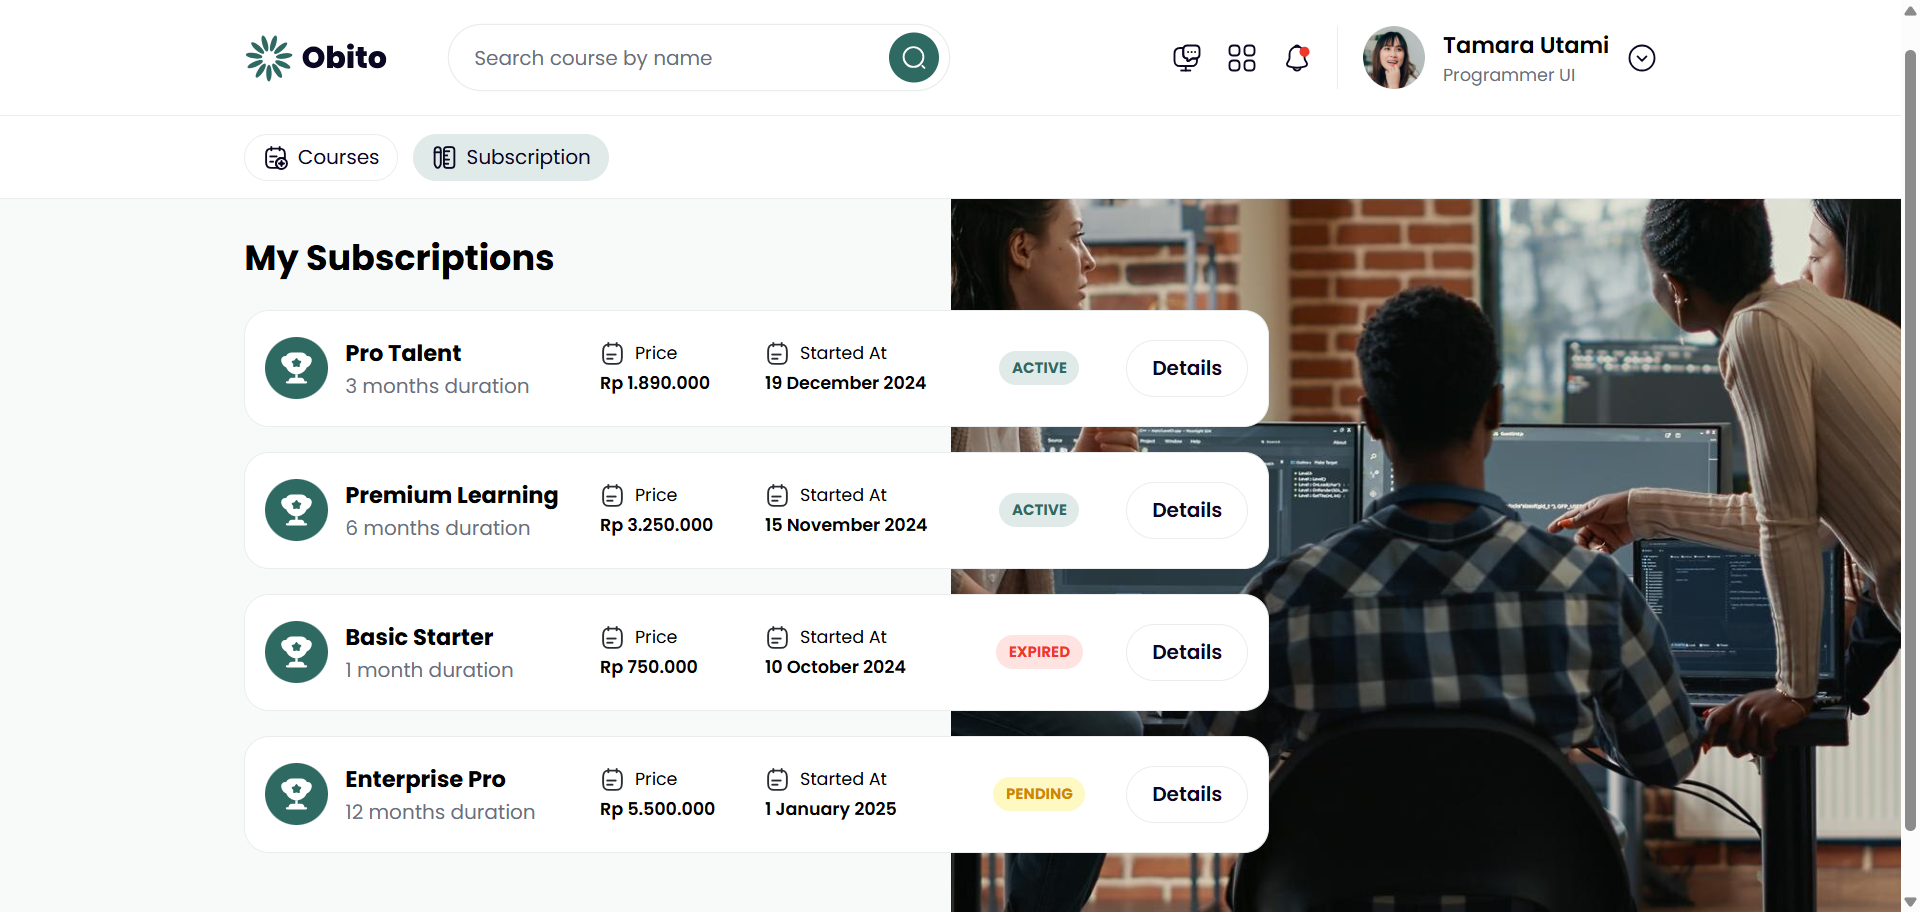 Obito
Search course by name
Tamara Utami
Programmer UI
Courses
Subscription
My Subscriptions
Pro Talent
3 months duration
Price
Rp 1.890.000
Started At
19 December 2024
ACTIVE
Details
Premium Learning
6 months duration
Price
Rp 3.250.000
Started At
15 November 2024
ACTIVE
Details
Basic Starter
1 month duration
Price
Rp 750.000
Started At
10 October 2024
EXPIRED
Details
Enterprise Pro
12 months duration
Price
Rp 5.500.000
Started At
1 January 2025
PENDING
Details